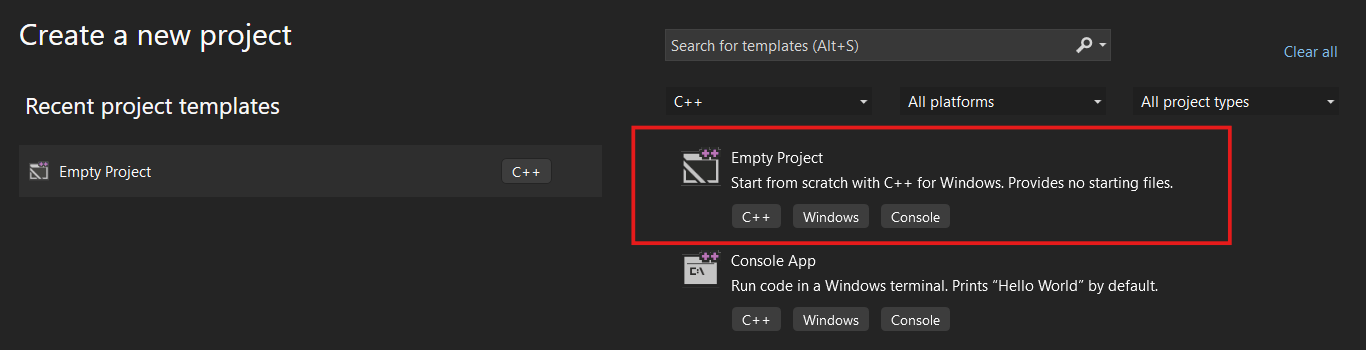 Create a new project
Search for templates (Alt+S)
Clear all
Recent project templates
C++
All platforms
All project types
Empty Project
C++
++
Empty Project
Start from scratch with C++ for Windows. Provides no starting files.
C++
Windows
Console
++
C:\
Console App
Run code in a Windows terminal. Prints “Hello World” by default.
C++
Windows
Console